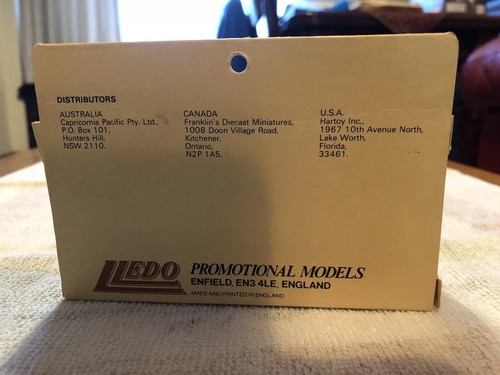 DISTRIBUTORS
AUSTRALIA
Capricornia Pacific Pty. Ltd.,
P.O. Box 101,
Hunters Hill,
NSW 2110.
CANADA
Franklin's Diecast Miniatures,
1008 Doon Village Road,
Kitchener,
Ontario,
N2P 1A5.
U.S.A.
Hartoy Inc.,
1967 10th Avenue North,
Lake Worth,
Florida,
33461.
LLEDO PROMOTIONAL MODELS
ENFIELD, EN3 4LE, ENGLAND
MADE AND PRINTED IN ENGLAND